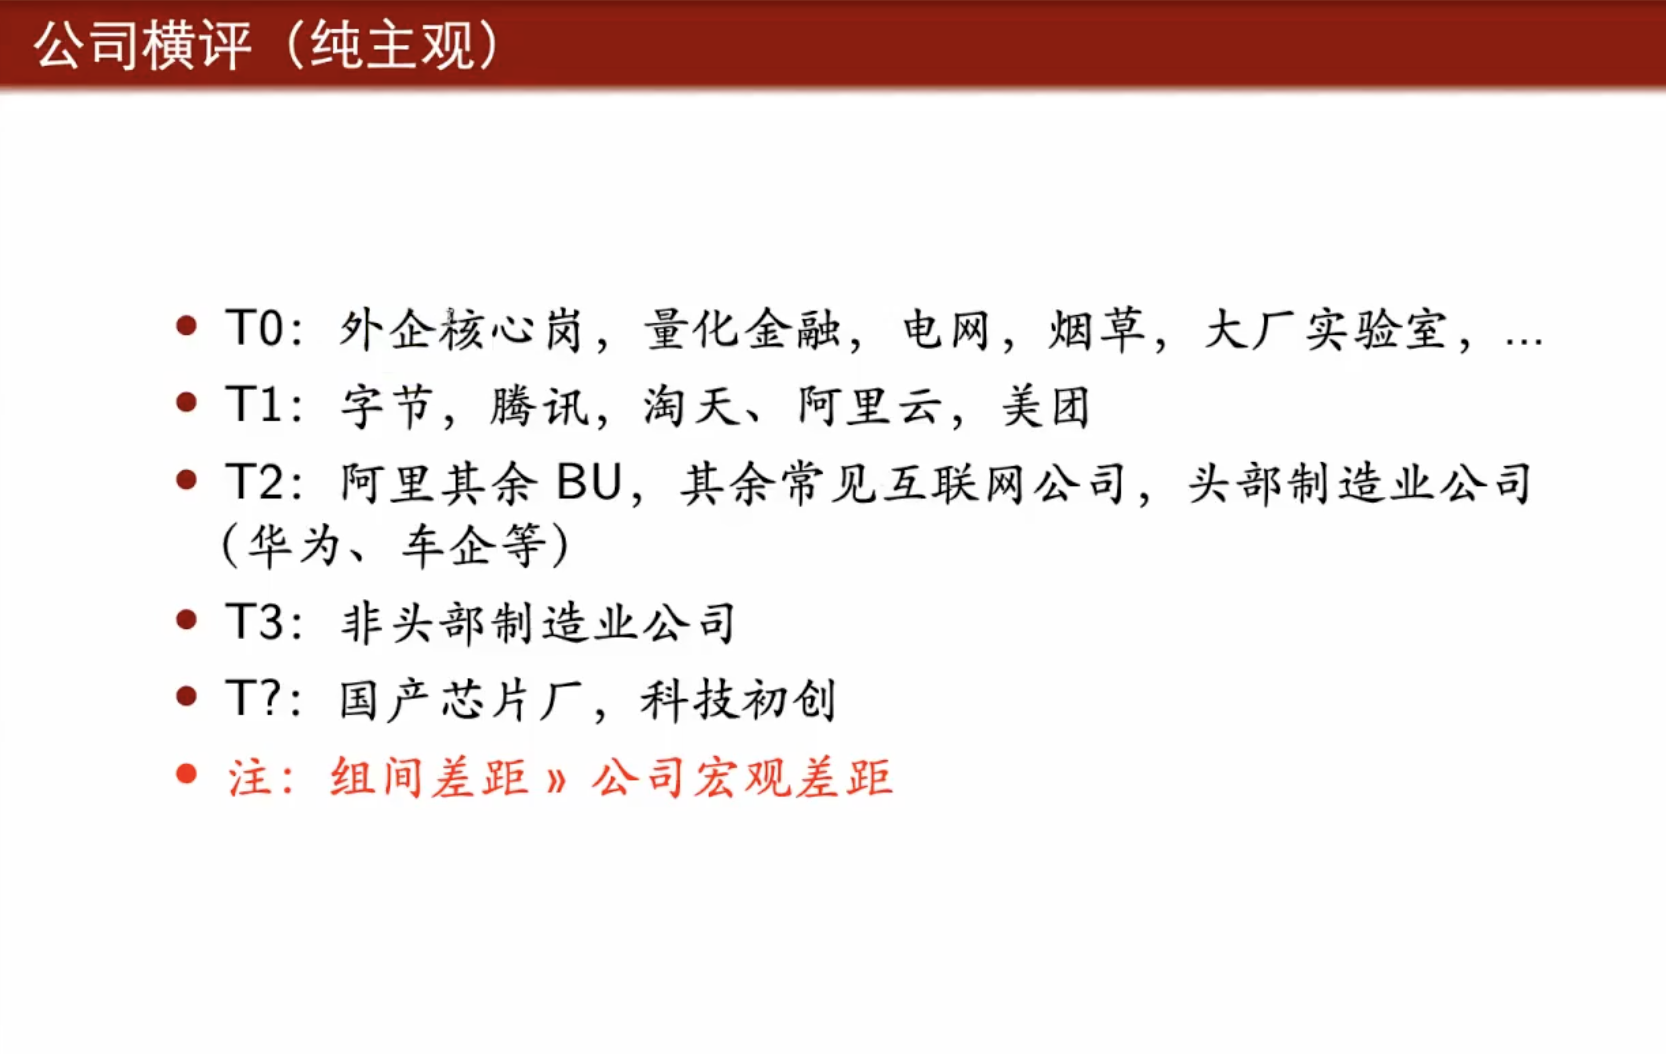 公司横评（纯主观）
T0：外企核心岗，量化金融，电网，烟草，大厂实验室，...
T1：字节，腾讯，淘天、阿里云，美团
T2：阿里其余 BU，其余常见互联网公司，头部制造业公司
（华为、车企等）
T3：非头部制造业公司
T?：国产芯片厂，科技初创
注：组间差距 » 公司宏观差距